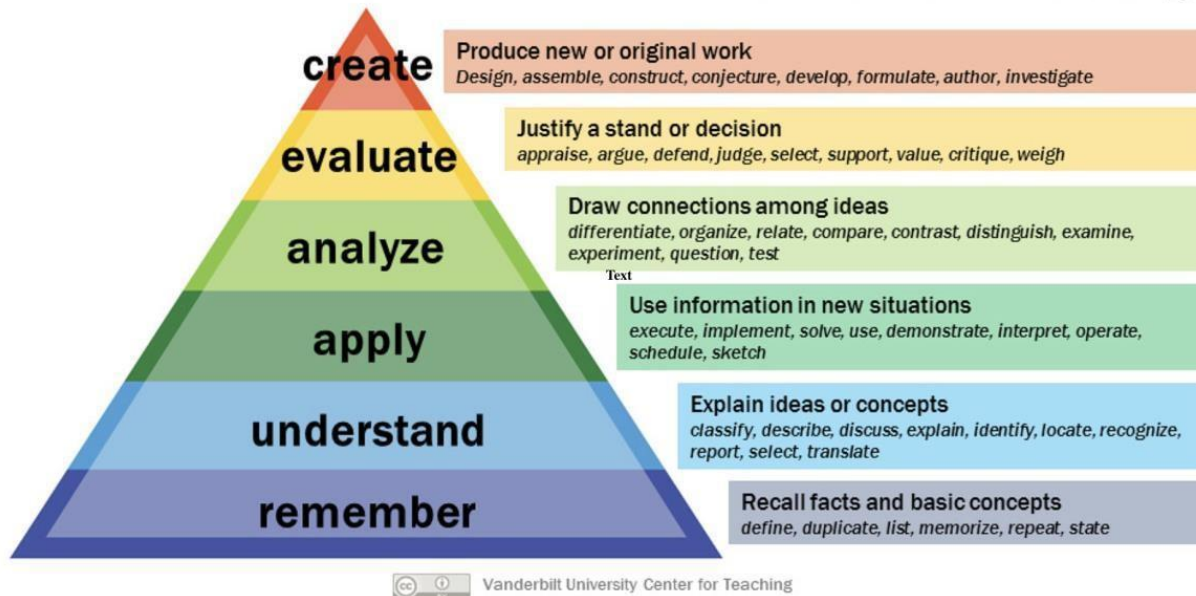 create
Produce new or original work
Design, assemble, construct, conjecture, develop, formulate, author, investigate
evaluate
Justify a stand or decision
appraise, argue, defend, judge, select, support, value, critique, weigh
analyze
Draw connections among ideas
differentiate, organize, relate, compare, contrast, distinguish, examine,
experiment, question, test
Text
apply
Use information in new situations
execute, implement, solve, use, demonstrate, interpret, operate,
schedule, sketch
understand
Explain ideas or concepts
classify, describe, discuss, explain, identify, locate, recognize,
report, select, translate
remember
Recall facts and basic concepts
define, duplicate, list, memorize, repeat, state
cc
Vanderbilt University Center for Teaching